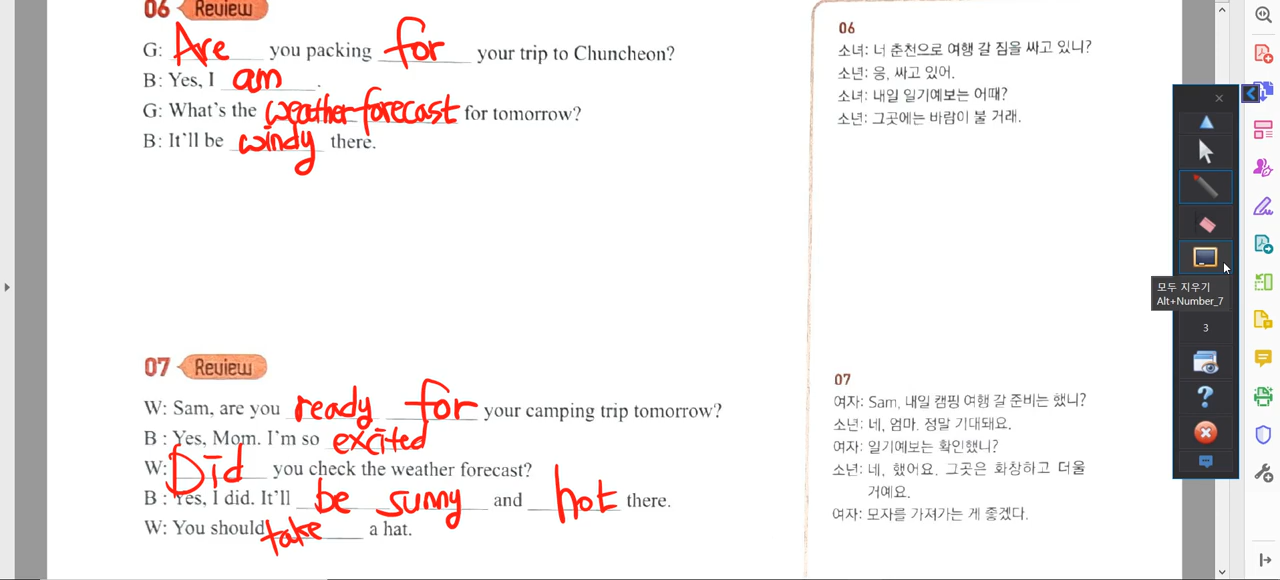 06 Review
G: Are you packing for your trip to Chuncheon?
B: Yes, I am.
G: What's the weather forecast for tomorrow?
B: It'll be windy there.
07 Review
W: Sam, are you ready for your camping trip tomorrow?
B : Yes, Mom. I'm so excited
W: Did you check the weather forecast?
B : Yes, I did. It'll be sunny and hot there.
W: You should take a hat.
06
소녀: 너 춘천으로 여행 갈 짐을 싸고 있니?
소년: 응, 싸고 있어.
소녀: 내일 일기예보는 어때?
소년: 그곳에는 바람이 불 거래.
07
여자: Sam, 내일 캠핑 여행 갈 준비는 했니?
소년: 네, 엄마. 정말 기대돼요.
여자: 일기예보는 확인했니?
소년: 네, 했어요. 그곳은 화창하고 더울
거예요.
여자: 모자를 가져가는 게 좋겠다.
모두 지우기
Alt+Number_7
3